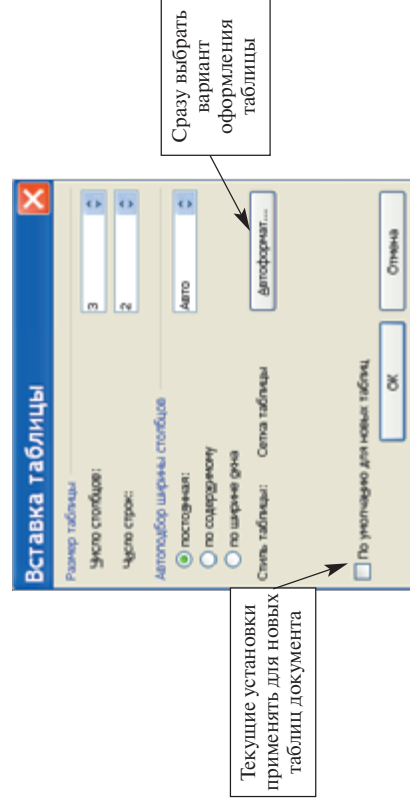 Вставка таблицы
Размер таблицы
Число столбцов: 3
Число строк: 2
Автоподбор ширины столбцов
постоянная: Авто
по содержимому
по ширине окна
Стиль таблицы: Сетка таблицы Автоформат...
По умолчанию для новых таблиц
ОК Отмена
Сразу выбрать
вариант
оформления
таблицы
Текущие установки
применять для новых
таблиц документа